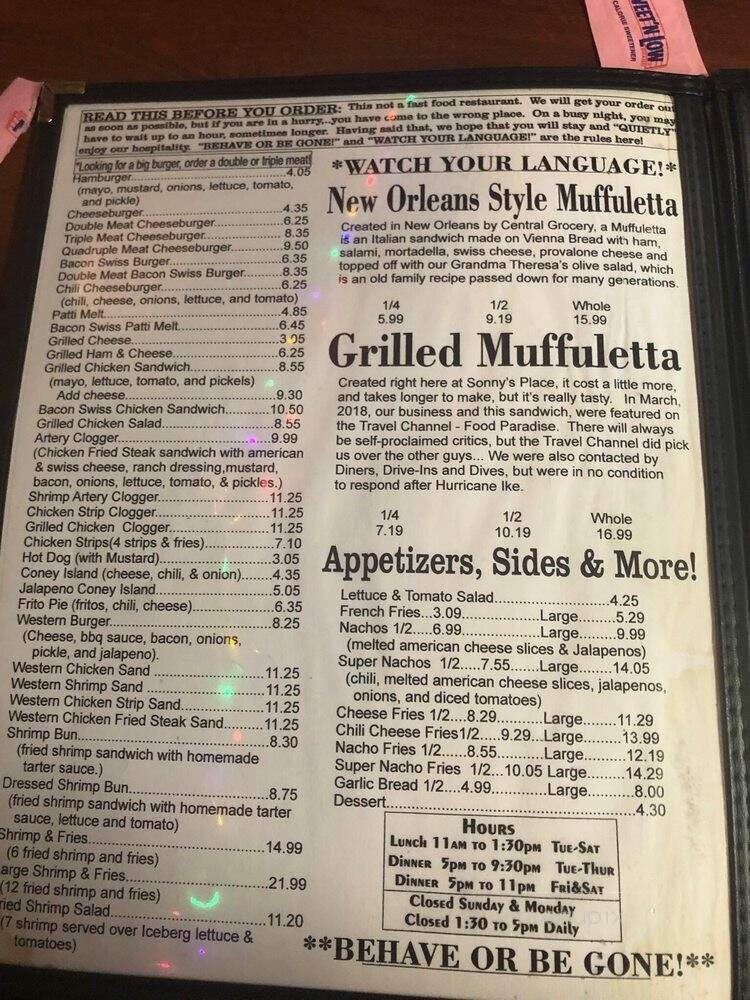 SWEET'N LOW
CALORIE SWEETENER
READ THIS BEFORE YOU ORDER: This not a fast food restaurant. We will get your order out
as soon as possible, but if you are in a hurry...you have come to the wrong place. On a busy night, you may
have to wait up to an hour, sometimes longer. Having said that, we hope that you will stay and "QUIETLY"
enjoy our hospitality. "BEHAVE OR BE GONE!" and "WATCH YOUR LANGUAGE!" are the rules here!
"Looking for a big burger, order a double or triple meat!
Hamburger..........4.05
(mayo, mustard, onions, lettuce, tomato,
and pickle)
Cheeseburger..........4.35
Double Meat Cheeseburger..........6.25
Triple Meat Cheeseburger..........8.35
Quadruple Meat Cheeseburger..........9.50
Bacon Swiss Burger..........6.35
Double Meat Bacon Swiss Burger..........8.35
Chili Cheeseburger..........6.25
(chili, cheese, onions, lettuce, and tomato)
Patti Melt..........4.85
Bacon Swiss Patti Melt..........6.45
Grilled Cheese..........3.05
Grilled Ham & Cheese..........6.25
Grilled Chicken Sandwich..........8.55
(mayo, lettuce, tomato, and pickels)
Add cheese..........9.30
Bacon Swiss Chicken Sandwich..........10.50
Grilled Chicken Salad..........8.55
Artery Clogger..........9.99
(Chicken Fried Steak sandwich with american
& swiss cheese, ranch dressing,mustard,
bacon, onions, lettuce, tomato, & pickles.)
Shrimp Artery Clogger..........11.25
Chicken Strip Clogger..........11.25
Grilled Chicken Clogger..........11.25
Chicken Strips(4 strips & fries)..........7.10
Hot Dog (with Mustard)..........3.05
Coney Island (cheese, chili, & onion)..........4.35
Jalapeno Coney Island..........5.05
Frito Pie (fritos, chili, cheese)..........6.35
Western Burger..........8.25
(Cheese, bbq sauce, bacon, onions,
pickle, and jalapeno).
Western Chicken Sand..........11.25
Western Shrimp Sand..........11.25
Western Chicken Strip Sand..........11.25
Western Chicken Fried Steak Sand..........11.25
Shrimp Bun..........8.30
(fried shrimp sandwich with homemade
tarter sauce.)
Dressed Shrimp Bun..........8.75
(fried shrimp sandwich with homemade tarter
sauce, lettuce and tomato)
Shrimp & Fries..........14.99
(6 fried shrimp and fries)
arge Shrimp & Fries..........21.99
(12 fried shrimp and fries)
ried Shrimp Salad..........11.20
(7 shrimp served over Iceberg lettuce &
tomatoes)
*WATCH YOUR LANGUAGE!*
New Orleans Style Muffuletta
Created in New Orleans by Central Grocery, a Muffuletta
is an Italian sandwich made on Vienna Bread with ham,
salami, mortadella, swiss cheese, provalone cheese and
topped off with our Grandma Theresa's olive salad, which
is an old family recipe passed down for many generations.
1/4 1/2 Whole
5.99 9.19 15.99
Grilled Muffuletta
Created right here at Sonny's Place, it cost a little more,
and takes longer to make, but it's really tasty. In March,
2018, our business and this sandwich, were featured on
the Travel Channel - Food Paradise. There will always
be self-proclaimed critics, but the Travel Channel did pick
us over the other guys... We were also contacted by
Diners, Drive-Ins and Dives, but were in no condition
to respond after Hurricane Ike.
1/4 1/2 Whole
7.19 10.19 16.99
Appetizers, Sides & More!
Lettuce & Tomato Salad..........4.25
French Fries...3.09..........Large..........5.29
Nachos 1/2.....6.99..........Large..........9.99
(melted american cheese slices & Jalapenos)
Super Nachos 1/2....7.55......Large.......14.05
(chili, melted american cheese slices, jalapenos,
onions, and diced tomatoes)
Cheese Fries 1/2....8.29..........Large........11.29
Chili Cheese Fries1/2....9.29...Large........13.99
Nacho Fries 1/2......8.55..........Large........12.19
Super Nacho Fries 1/2...10.05 Large........14.29
Garlic Bread 1/2....4.99..........Large..........8.00
Dessert..........4.30
HOURS
LUNCH 11AM TO 1:30PM TUE-SAT
DINNER 5PM TO 9:30PM TUE-THUR
DINNER 5PM TO 11PM FRI&SAT
CLOSED SUNDAY & MONDAY
CLOSED 1:30 TO 5PM DAILY
**BEHAVE OR BE GONE!**